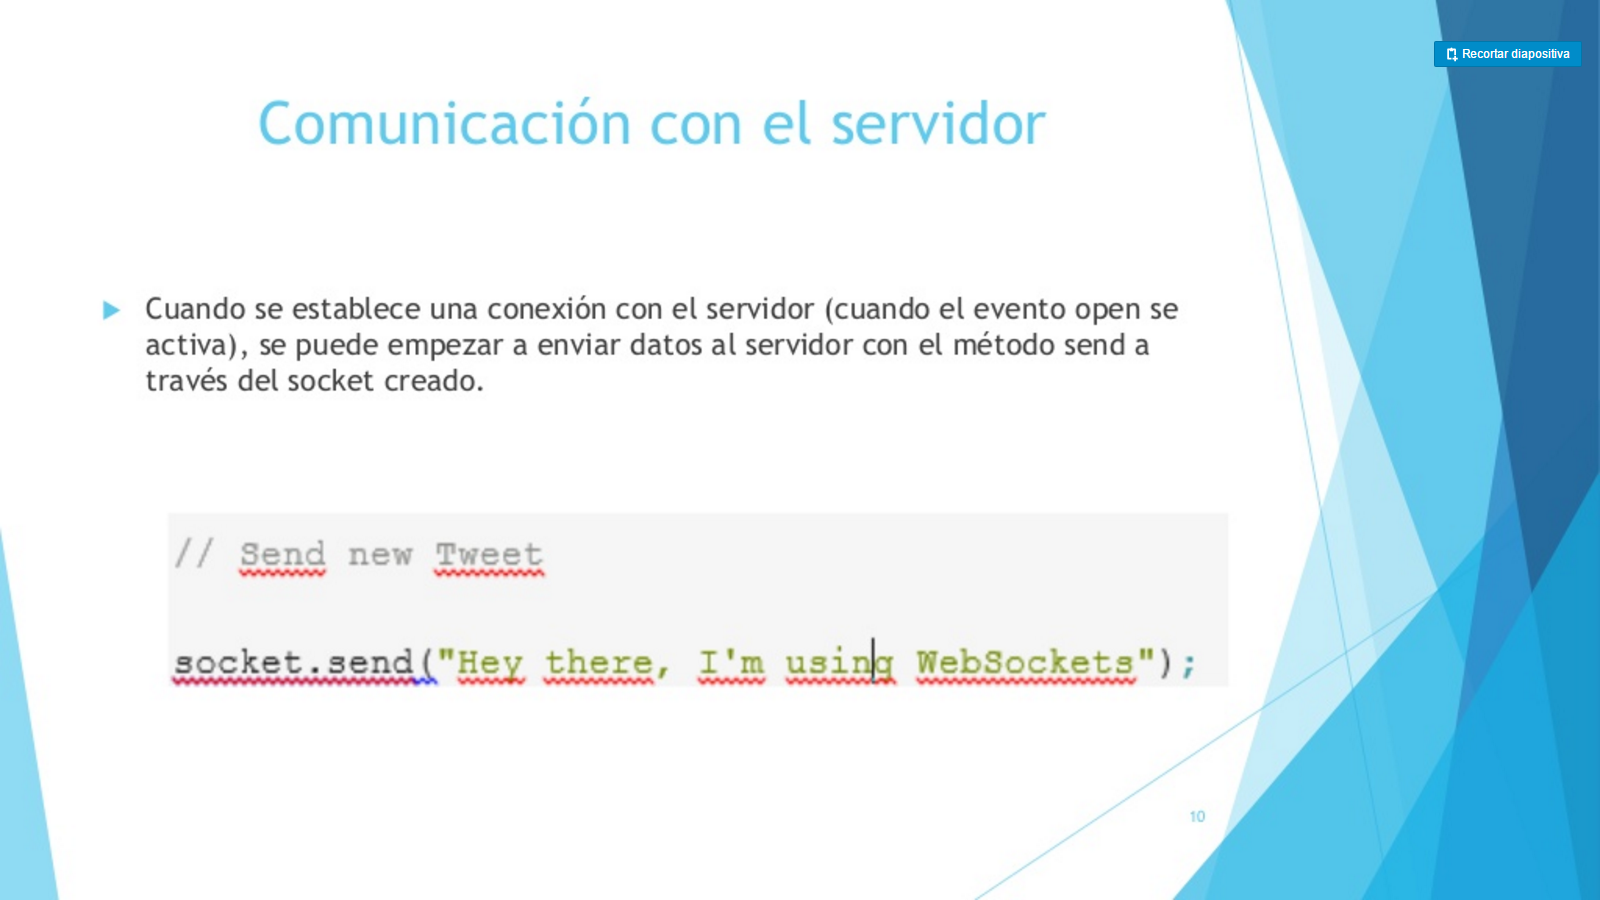 Recortar diapositiva
Comunicación con el servidor
Cuando se establece una conexión con el servidor (cuando el evento open se
activa), se puede empezar a enviar datos al servidor con el método send a
través del socket creado.
// Send new Tweet
socket.send("Hey there, I'm using WebSockets");
10